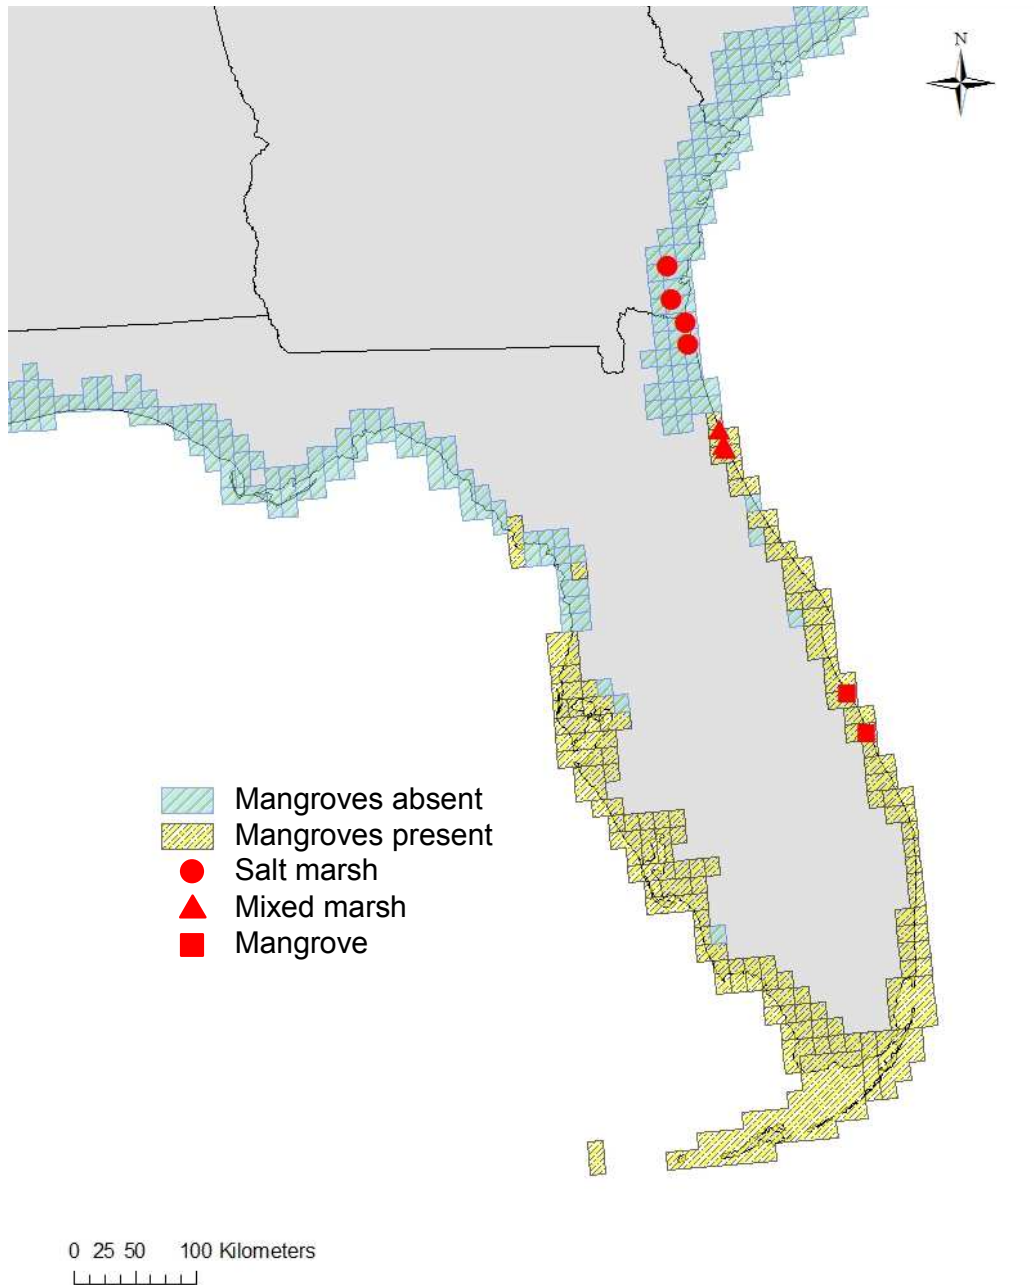 N
Mangroves absent
Mangroves present
Salt marsh
Mixed marsh
Mangrove
0 25 50 100 Kilometers